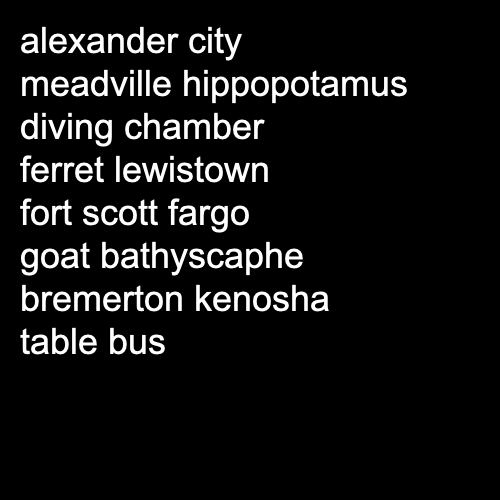 alexander city
meadville hippopotamus
diving chamber
ferret lewistown
fort scott fargo
goat bathyscaphe
bremerton kenosha
table bus